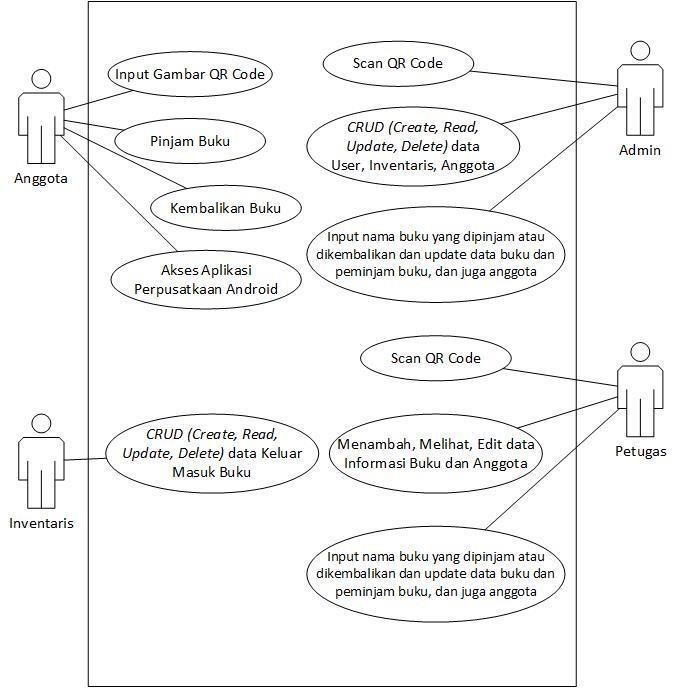 Input Gambar QR Code
Pinjam Buku
Kembalikan Buku
Akses Aplikasi
Perpusatkaan Android
Anggota
Scan QR Code
CRUD (Create, Read,
Update, Delete) data
User, Inventaris, Anggota
Input nama buku yang dipinjam atau
dikembalikan dan update data buku dan
peminjam buku, dan juga anggota
Admin
CRUD (Create, Read,
Update, Delete) data Keluar
Masuk Buku
Inventaris
Scan QR Code
Menambah, Melihat, Edit data
Informasi Buku dan Anggota
Input nama buku yang dipinjam atau
dikembalikan dan update data buku dan
peminjam buku, dan juga anggota
Petugas